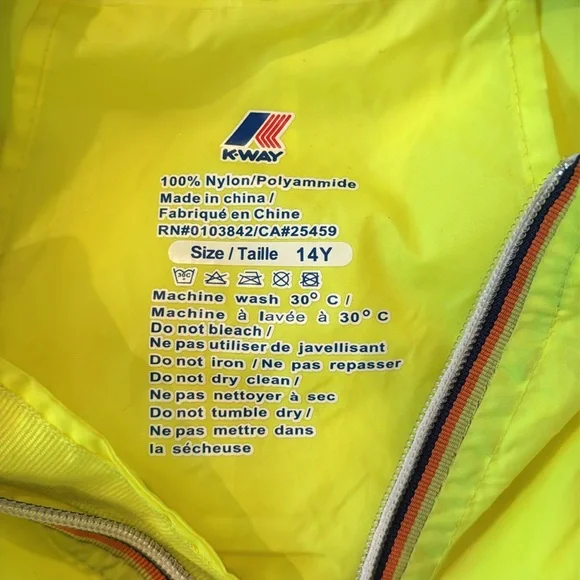 K-WAY
100% Nylon/Polyammide
Made in china/
Fabriqué en Chine
RN#0103842/CA#25459
Size / Taille 14Y
30C
Machine wash 30° C /
Machine à lavée à 30° C
Do not bleach /
Ne pas utiliser de javellisant
Do not iron / Ne pas repasser
Do not dry clean /
Ne pas nettoyer à sec
Do not tumble dry /
Ne pas mettre dans
la sécheuse